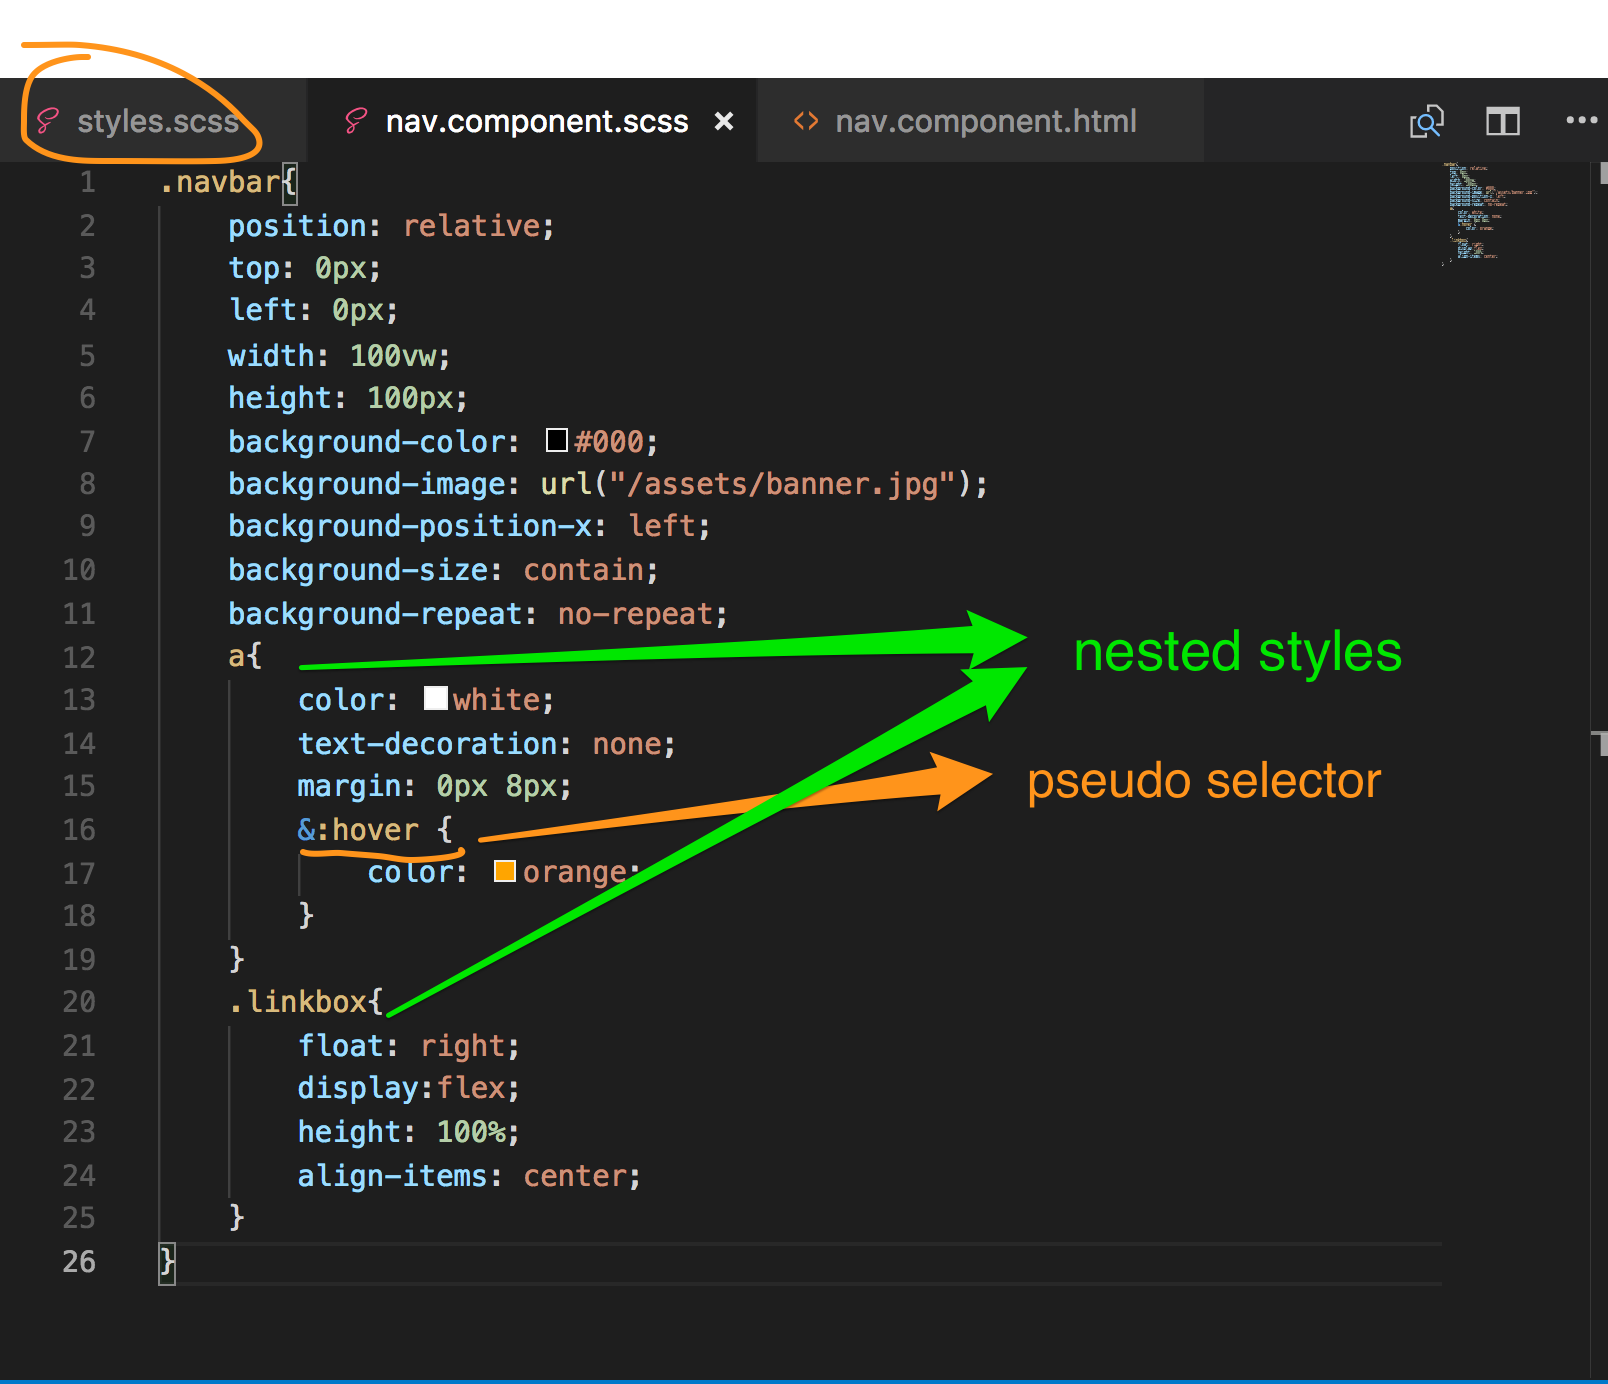 styles.scss nav.component.scss × nav.component.html
1 .navbar{
2 position: relative;
3 top: 0px;
4 left: 0px;
5 width: 100vw;
6 height: 100px;
7 background-color: #000;
8 background-image: url("/assets/banner.jpg");
9 background-position-x: left;
10 background-size: contain;
11 background-repeat: no-repeat;
12 a{
nested styles
13 color: white;
14 text-decoration: none;
15 margin: 0px 8px;
pseudo selector
16 &:hover {
17 color: orange;
18 }
19 }
20 .linkbox{
21 float: right;
22 display:flex;
23 height: 100%;
24 align-items: center;
25 }
26 }